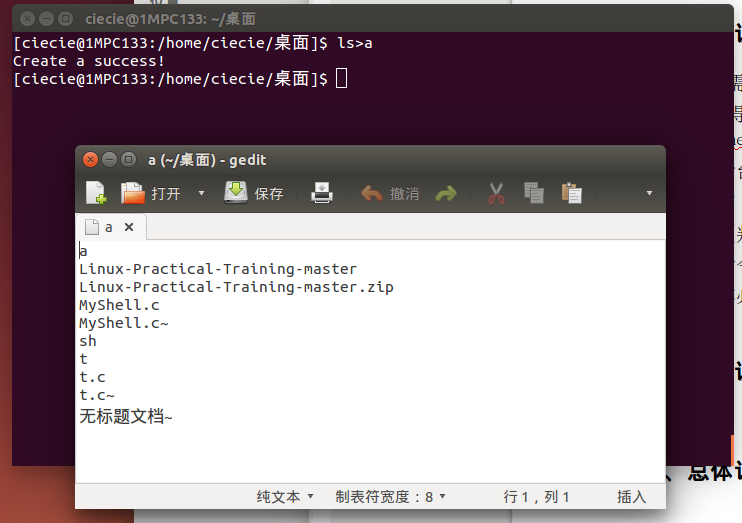 ciecie@1MPC133: ~/桌面
[ciecie@1MPC133:/home/ciecie/桌面]$ ls>a
Create a success!
[ciecie@1MPC133:/home/ciecie/桌面]$
a (~/桌面) - gedit
打开 保存 撤消
a
a
Linux-Practical-Training-master
Linux-Practical-Training-master.zip
MyShell.c
MyShell.c~
sh
t
t.c
t.c~
无标题文档~
纯文本 制表符宽度：8 行 1，列 1 插入
、总体